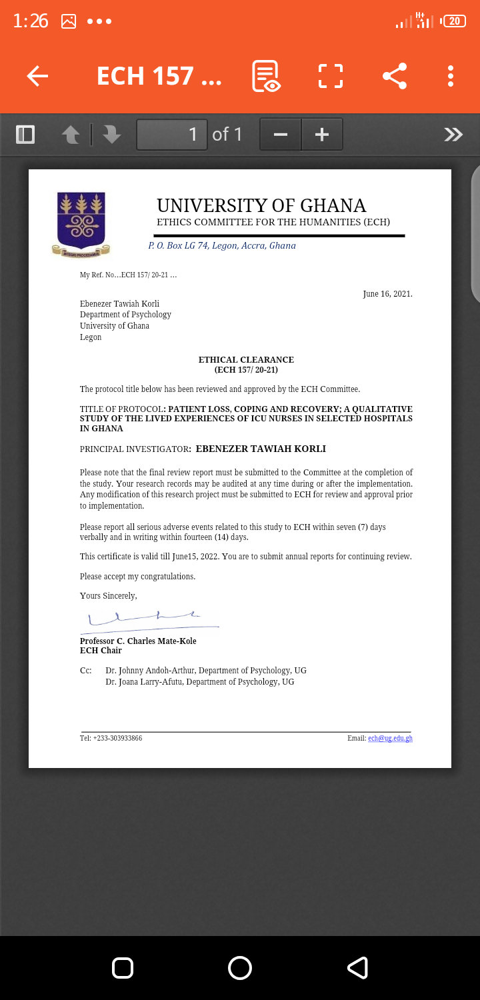 1:26
H+
20
ECH 157 ...
1 of 1
UNIVERSITY OF GHANA
ETHICS COMMITTEE FOR THE HUMANITIES (ECH)
P. O. Box LG 74, Legon, Accra, Ghana
INTEGRI PROCEDAMUS
My Ref. No...ECH 157/ 20-21 ...
June 16, 2021.
Ebenezer Tawiah Korli
Department of Psychology
University of Ghana
Legon
ETHICAL CLEARANCE
(ECH 157/ 20-21)
The protocol title below has been reviewed and approved by the ECH Committee.
TITLE OF PROTOCOL: PATIENT LOSS, COPING AND RECOVERY; A QUALITATIVE
STUDY OF THE LIVED EXPERIENCES OF ICU NURSES IN SELECTED HOSPITALS
IN GHANA
PRINCIPAL INVESTIGATOR: EBENEZER TAWIAH KORLI
Please note that the final review report must be submitted to the Committee at the completion of
the study. Your research records may be audited at any time during or after the implementation.
Any modification of this research project must be submitted to ECH for review and approval prior
to implementation.
Please report all serious adverse events related to this study to ECH within seven (7) days
verbally and in writing within fourteen (14) days.
This certificate is valid till June15, 2022. You are to submit annual reports for continuing review.
Please accept my congratulations.
Yours Sincerely,
Professor C. Charles Mate-Kole
ECH Chair
Cc: Dr. Johnny Andoh-Arthur, Department of Psychology, UG
Dr. Joana Larry-Afutu, Department of Psychology, UG
Tel: +233-303933866 Email: ech@ug.edu.gh